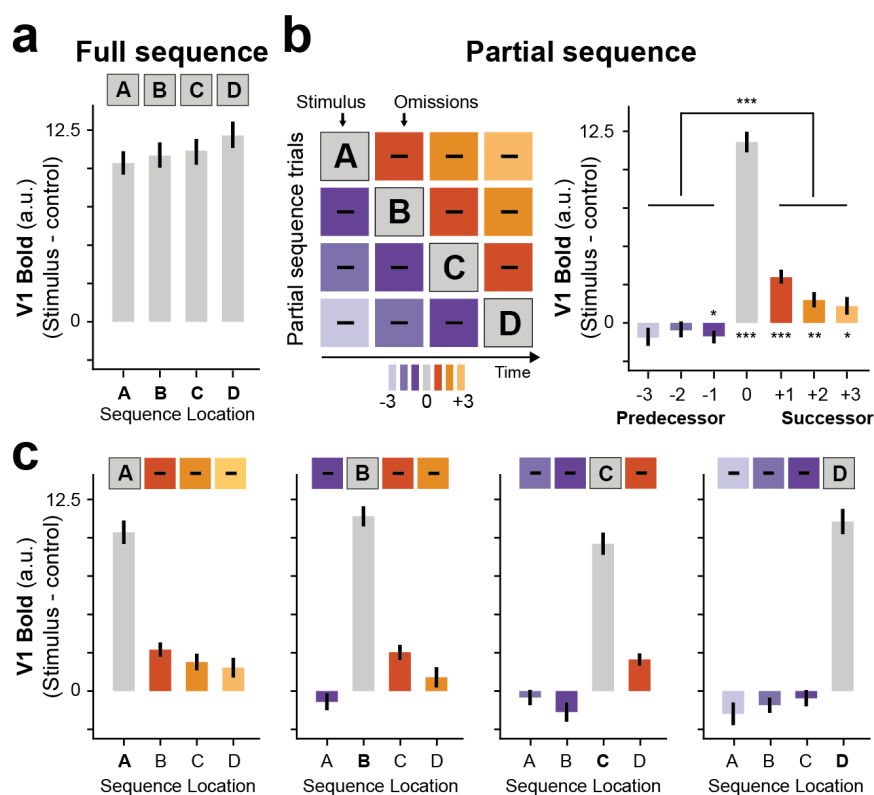 a
Full sequence
A B C D
12.5
0
V1 Bold (a.u.)
(Stimulus - control)
A B C D
Sequence Location
b
Partial sequence
Stimulus
Omissions
Partial sequence trials
A – – –
– B – –
– – C –
– – – D
Time
-3 0 +3
***
12.5
0
V1 Bold (a.u.)
(Stimulus - control)
*
*** *** ** *
-3 -2 -1 0 +1 +2 +3
Predecessor
Successor
c
A – – –
12.5
0
V1 Bold (a.u.)
(Stimulus - control)
A B C D
Sequence Location
– B – –
A B C D
Sequence Location
– – C –
A B C D
Sequence Location
– – – D
A B C D
Sequence Location